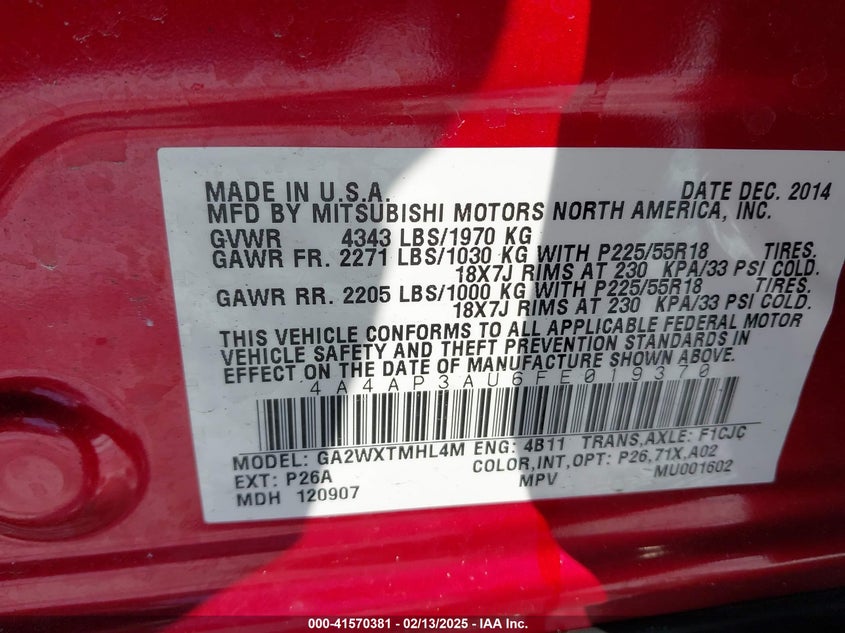 MADE IN U.S.A. DATE DEC. 2014
MFD BY MITSUBISHI MOTORS NORTH AMERICA, INC.
GVWR 4343 LBS/1970 KG
GAWR FR. 2271 LBS/1030 KG WITH P225/55R18 TIRES.
18X7J RIMS AT 230 KPA/33 PSI COLD.
GAWR RR. 2205 LBS/1000 KG WITH P225/55R18 TIRES.
18X7J RIMS AT 230 KPA/33 PSI COLD.
THIS VEHICLE CONFORMS TO ALL APPLICABLE FEDERAL MOTOR
VEHICLE SAFETY AND THEFT PREVENTION STANDARDS IN
EFFECT ON THE DATE OF MANUFACTURE SHOWN ABOVE.
4A4AP3AU6FE019370
MODEL: GA2WXTMHL4M ENG: 4B11 TRANS,AXLE: F1CJC
EXT: P26A COLOR,INT,OPT: P26,71X,A02
MDH 120907 MPV MU001602
000-41570381 - 02/13/2025 - IAA Inc.